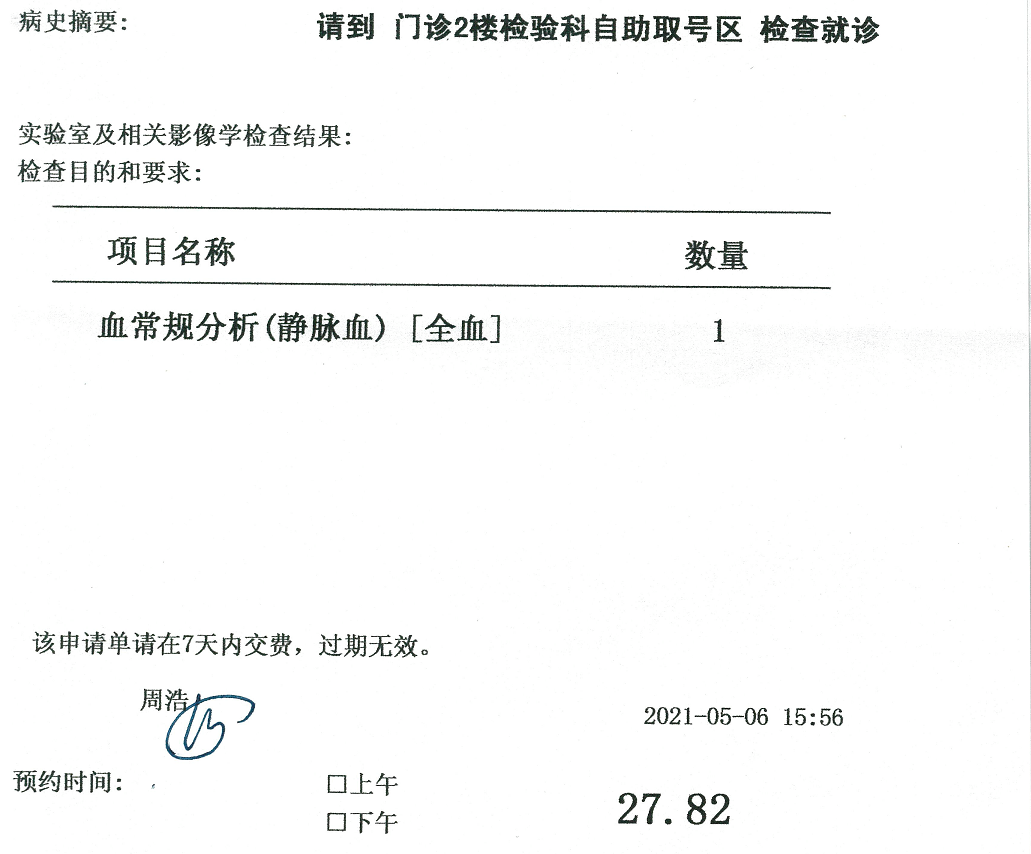 病史摘要:
请到 门诊2楼检验科自助取号区 检查就诊
实验室及相关影像学检查结果:
检查目的和要求:
项目名称 数量
血常规分析(静脉血) [全血] 1
该申请单请在7天内交费，过期无效。
周浩
2021-05-06 15:56
预约时间: □上午
□下午
27.82